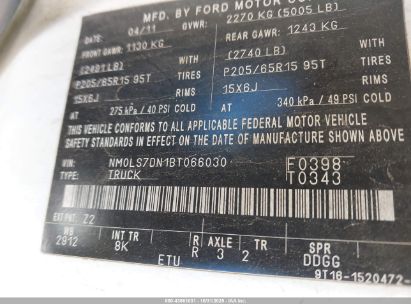 MFD. BY FORD MOTOR CO
DATE: 04/11 GVWR: 2270 KG (5005 LB)
FRONT GAWR: 1130 KG REAR GAWR: 1243 KG
(2491 LB) (2740 LB)
P205/65R15 95T TIRES P205/65R15 95T TIRES
15X6J RIMS 15X6J RIMS
AT 275 kPa / 40 PSI COLD AT 340 kPa / 49 PSI COLD
THIS VEHICLE CONFORMS TO ALL APPLICABLE FEDERAL MOTOR VEHICLE
SAFETY STANDARDS IN EFFECT ON THE DATE OF MANUFACTURE SHOWN ABOVE.
VIN: NM0LS7DN1BT066030 F0398
TYPE: TRUCK T0343
EXT PNT: Z2
WB INT TR R AXLE TR SPR
2912 8K R 3 2 DDGG
ETU 9T16-1520472-